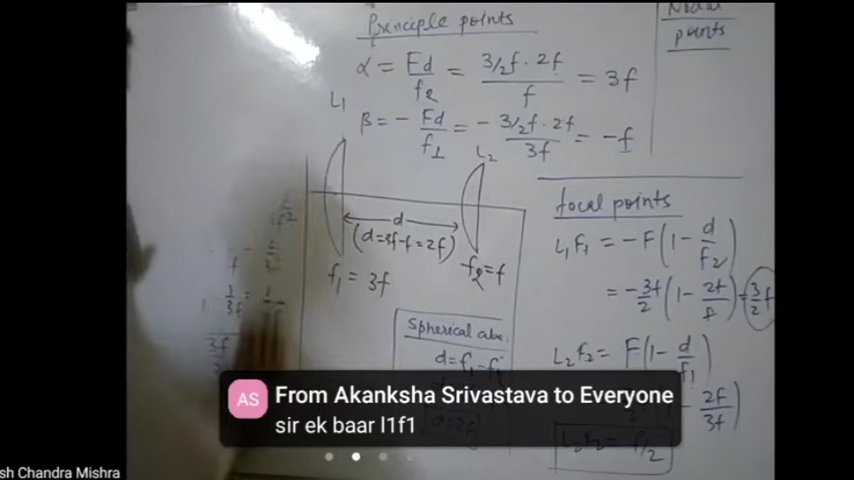 Principle points
Nodal
points
α = Fd/f₂ = 3/2f · 2f / f = 3f
β = - Fd/f₁ = - 3/2f · 2f / 3f = -f
L₁
L₂
d
(d=3f-f=2f)
f₁ = 3f
f₂ = f
focal points
L₁F₁ = -F(1 - d/f₂)
= -3f/2 (1 - 2f/f) = 3/2 f
L₂F₂ = F(1 - d/f₁)
- 2f/3f)
L₂F₂ = f/2
Spherical abe.
d = f₁ - f₂
d=2f
AS
From Akanksha Srivastava to Everyone
sir ek baar l1f1
sh Chandra Mishra